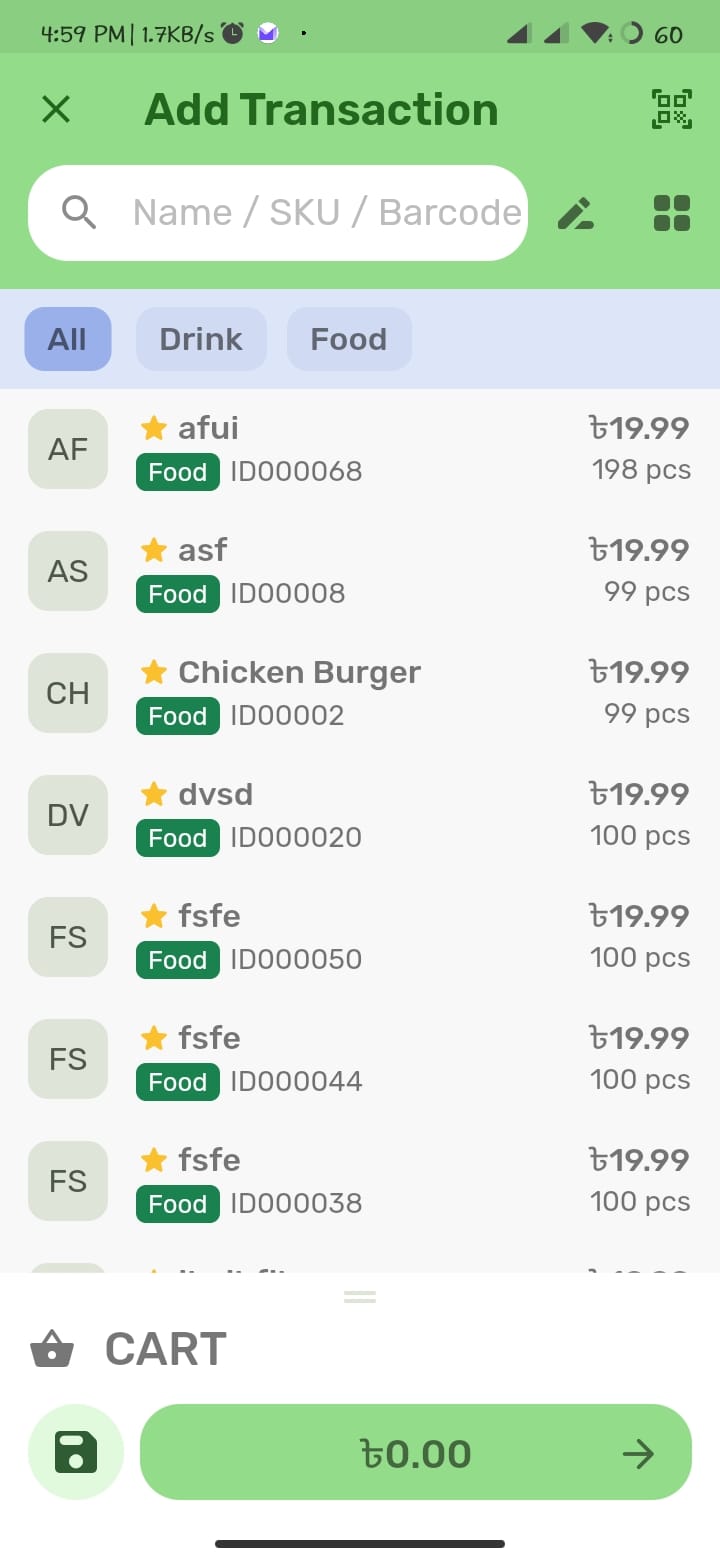 4:59 PM| 1.7KB/s 60
Add Transaction
Name / SKU / Barcode
All Drink Food
AF afui ৳19.99
Food ID000068 198 pcs
AS asf ৳19.99
Food ID00008 99 pcs
CH Chicken Burger ৳19.99
Food ID00002 99 pcs
DV dvsd ৳19.99
Food ID000020 100 pcs
FS fsfe ৳19.99
Food ID000050 100 pcs
FS fsfe ৳19.99
Food ID000044 100 pcs
FS fsfe ৳19.99
Food ID000038 100 pcs
CART
৳0.00